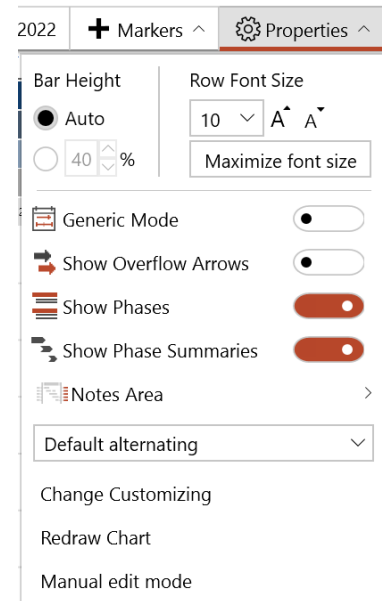 2022 Markers Properties
Bar Height Row Font Size
Auto 10 A A
40 % Maximize font size
Generic Mode
Show Overflow Arrows
Show Phases
Show Phase Summaries
Notes Area
Default alternating
Change Customizing
Redraw Chart
Manual edit mode